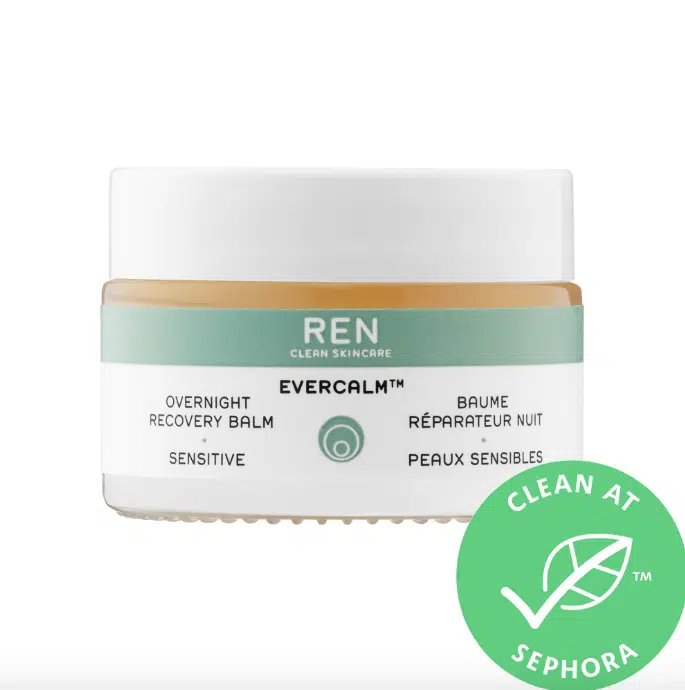 REN
CLEAN SKINCARE
EVERCALM™
OVERNIGHT
RECOVERY BALM
SENSITIVE
BAUME
RÉPARATEUR NUIT
PEAUX SENSIBLES
CLEAN AT
™
SEPHORA